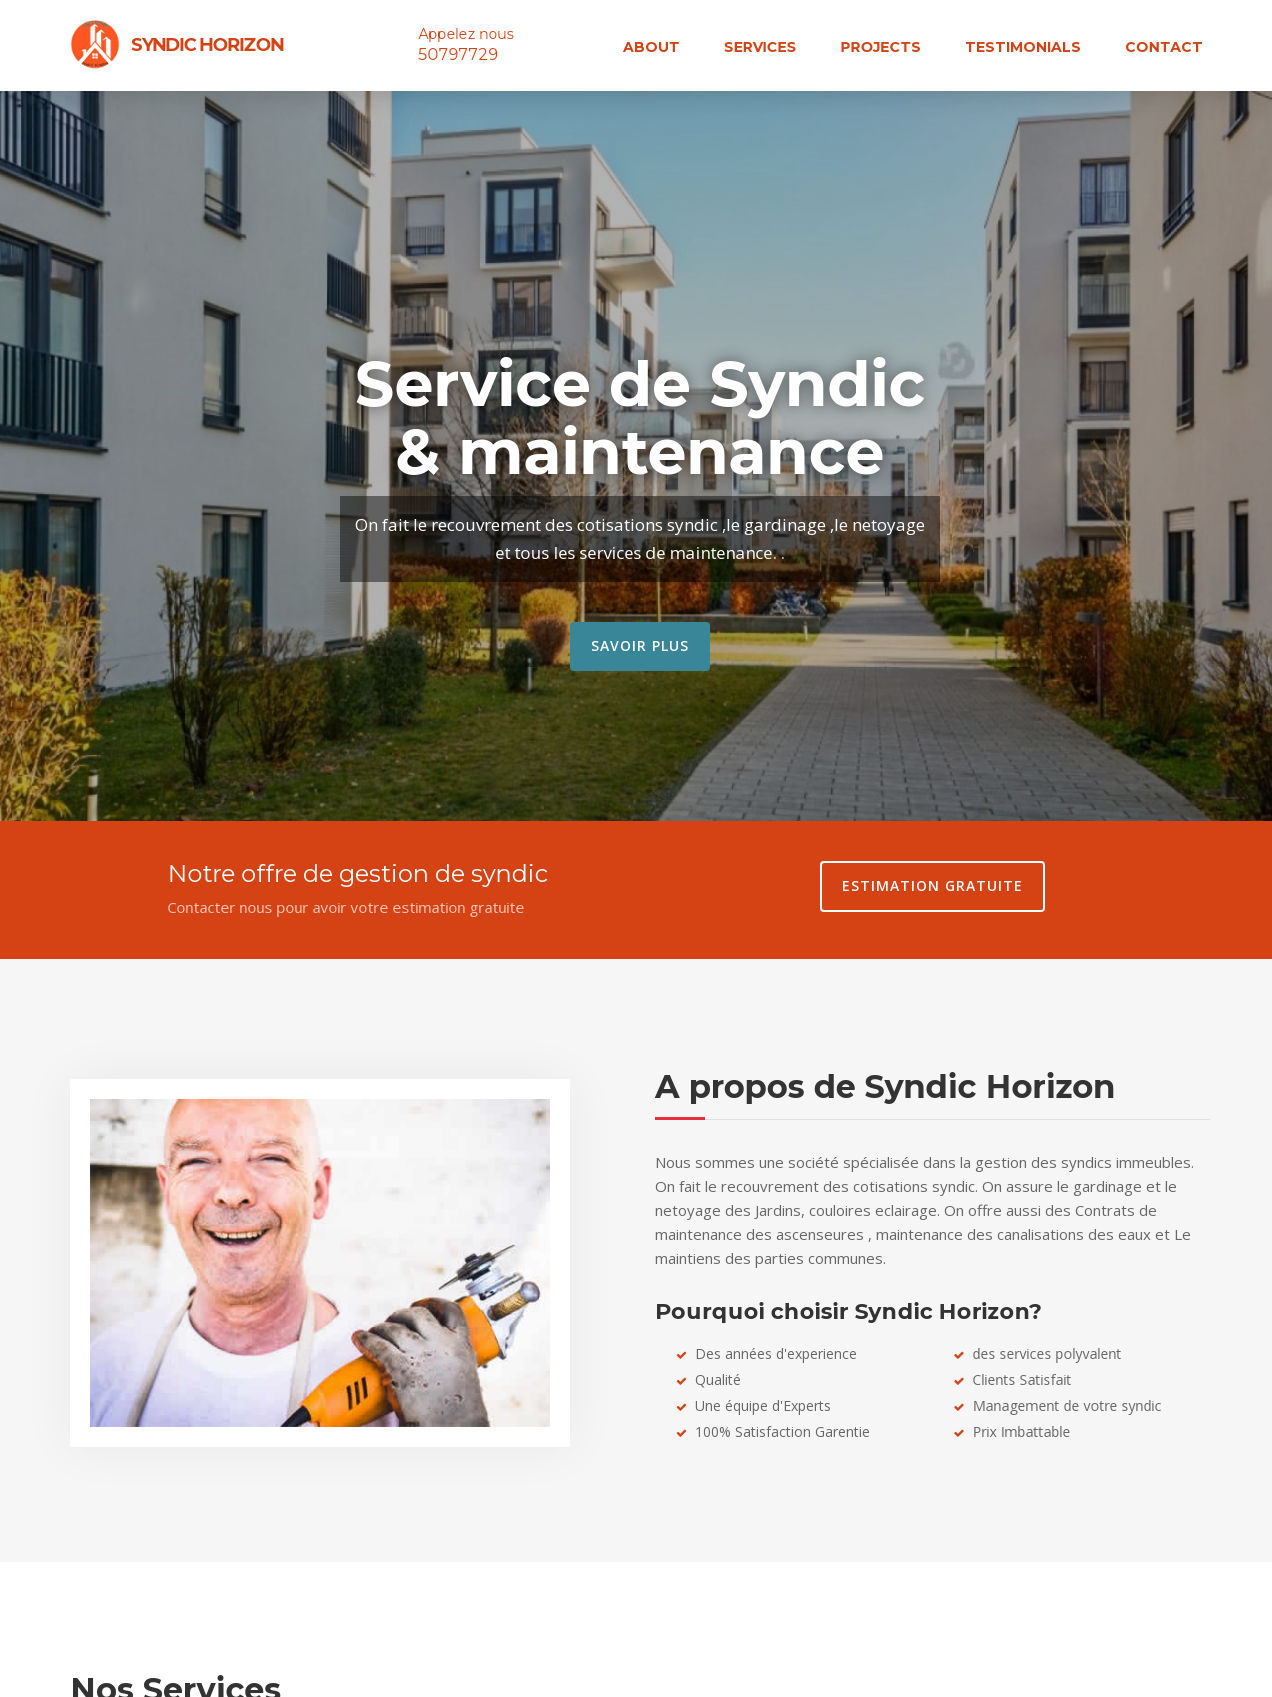 SYNDIC HORIZON
Appelez nous
50797729
ABOUT
SERVICES
PROJECTS
TESTIMONIALS
CONTACT
Service de Syndic
& maintenance
On fait le recouvrement des cotisations syndic ,le gardinage ,le netoyage
et tous les services de maintenance. .
SAVOIR PLUS
Notre offre de gestion de syndic
Contacter nous pour avoir votre estimation gratuite
ESTIMATION GRATUITE
A propos de Syndic Horizon
Nous sommes une société spécialisée dans la gestion des syndics immeubles.
On fait le recouvrement des cotisations syndic. On assure le gardinage et le
netoyage des Jardins, couloires eclairage. On offre aussi des Contrats de
maintenance des ascenseures , maintenance des canalisations des eaux et Le
maintiens des parties communes.
Pourquoi choisir Syndic Horizon?
Des années d'experience
Qualité
Une équipe d'Experts
100% Satisfaction Garentie
des services polyvalent
Clients Satisfait
Management de votre syndic
Prix Imbattable
Nos Services